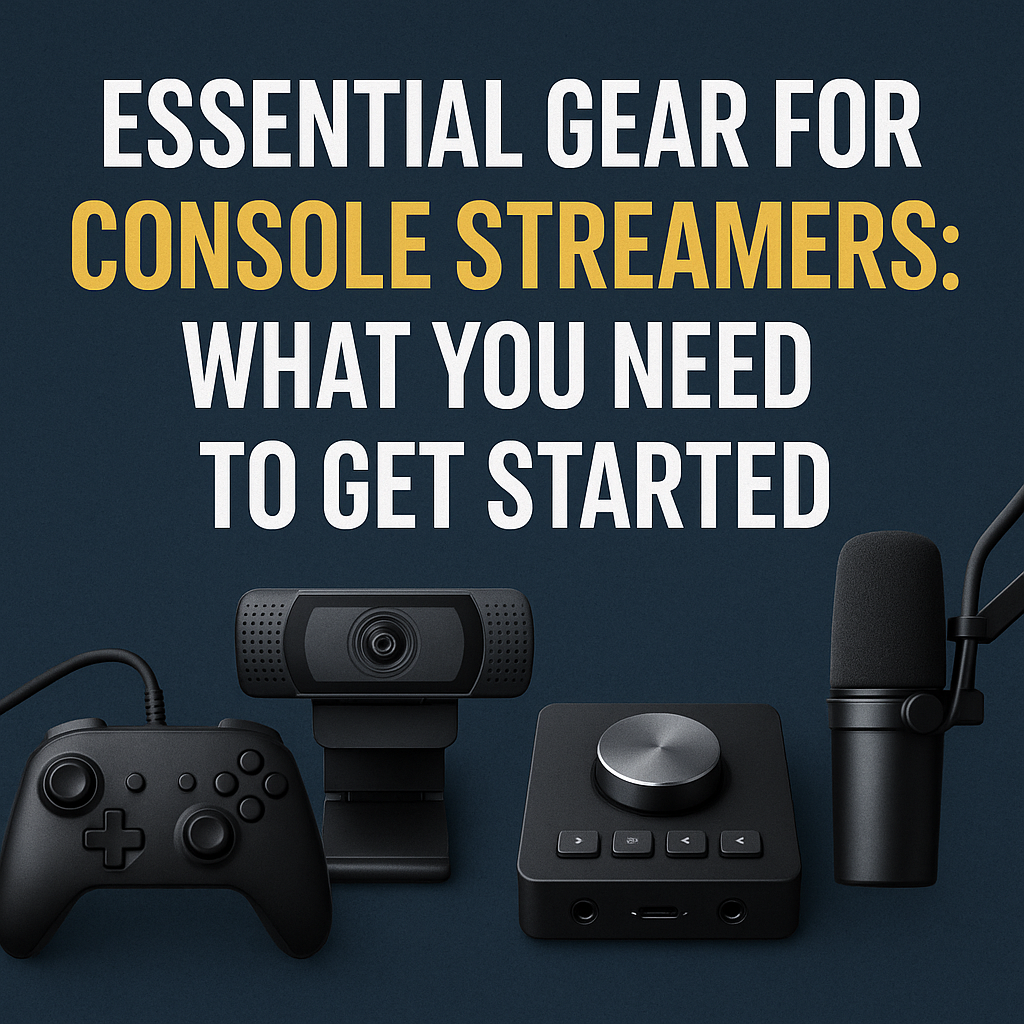 ESSENTIAL GEAR FOR
CONSOLE STREAMERS:
WHAT YOU NEED
TO GET STARTED